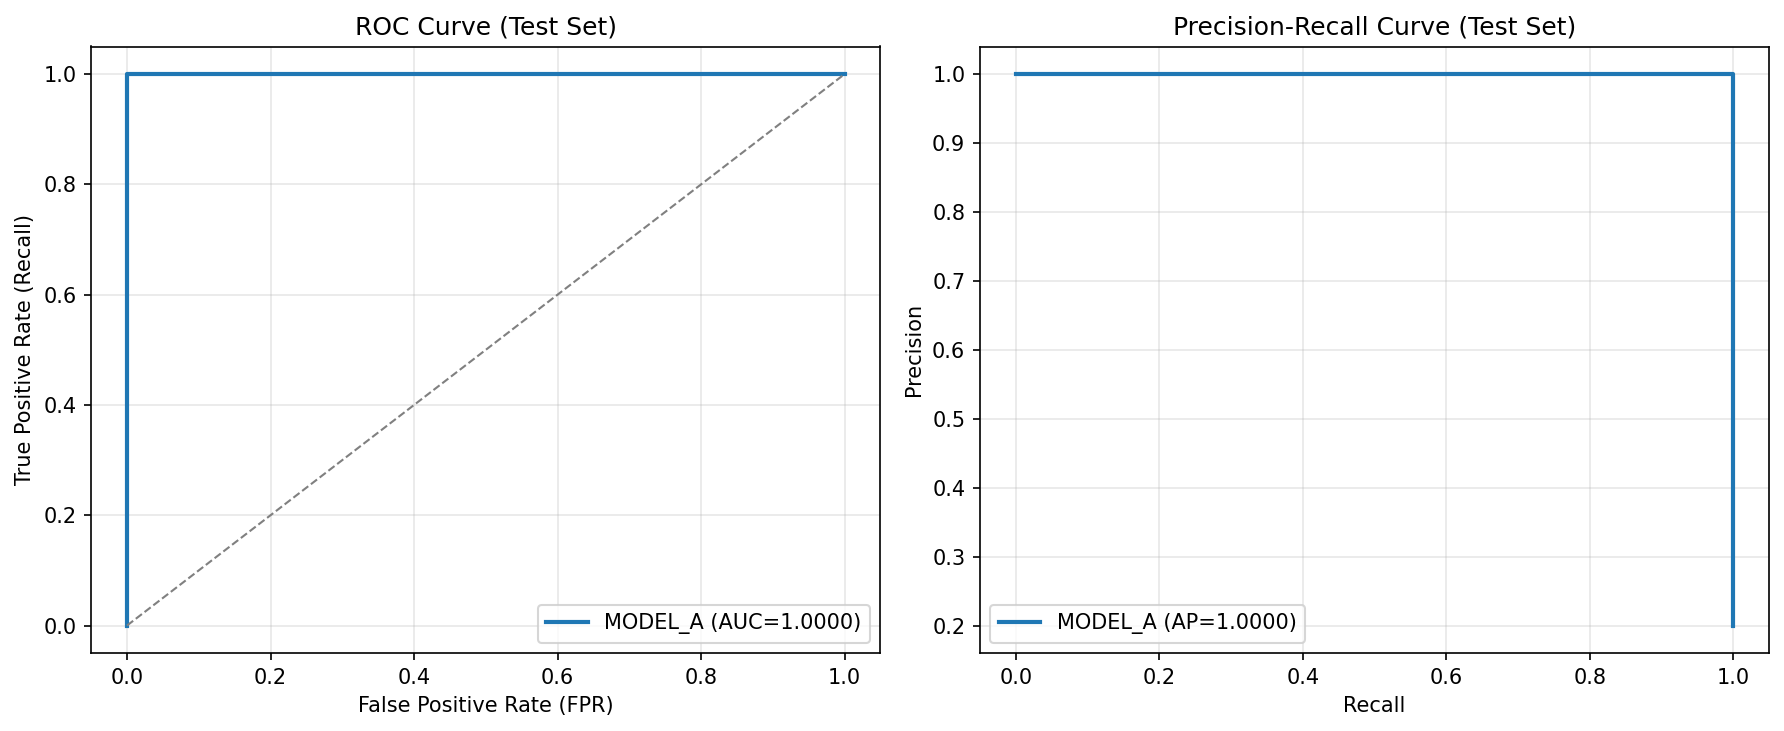 ROC Curve (Test Set)
True Positive Rate (Recall)
1.0
0.8
0.6
0.4
0.2
0.0
MODEL_A (AUC=1.0000)
0.0 0.2 0.4 0.6 0.8 1.0
False Positive Rate (FPR)
Precision-Recall Curve (Test Set)
Precision
1.0
0.9
0.8
0.7
0.6
0.5
0.4
0.3
0.2
MODEL_A (AP=1.0000)
0.0 0.2 0.4 0.6 0.8 1.0
Recall